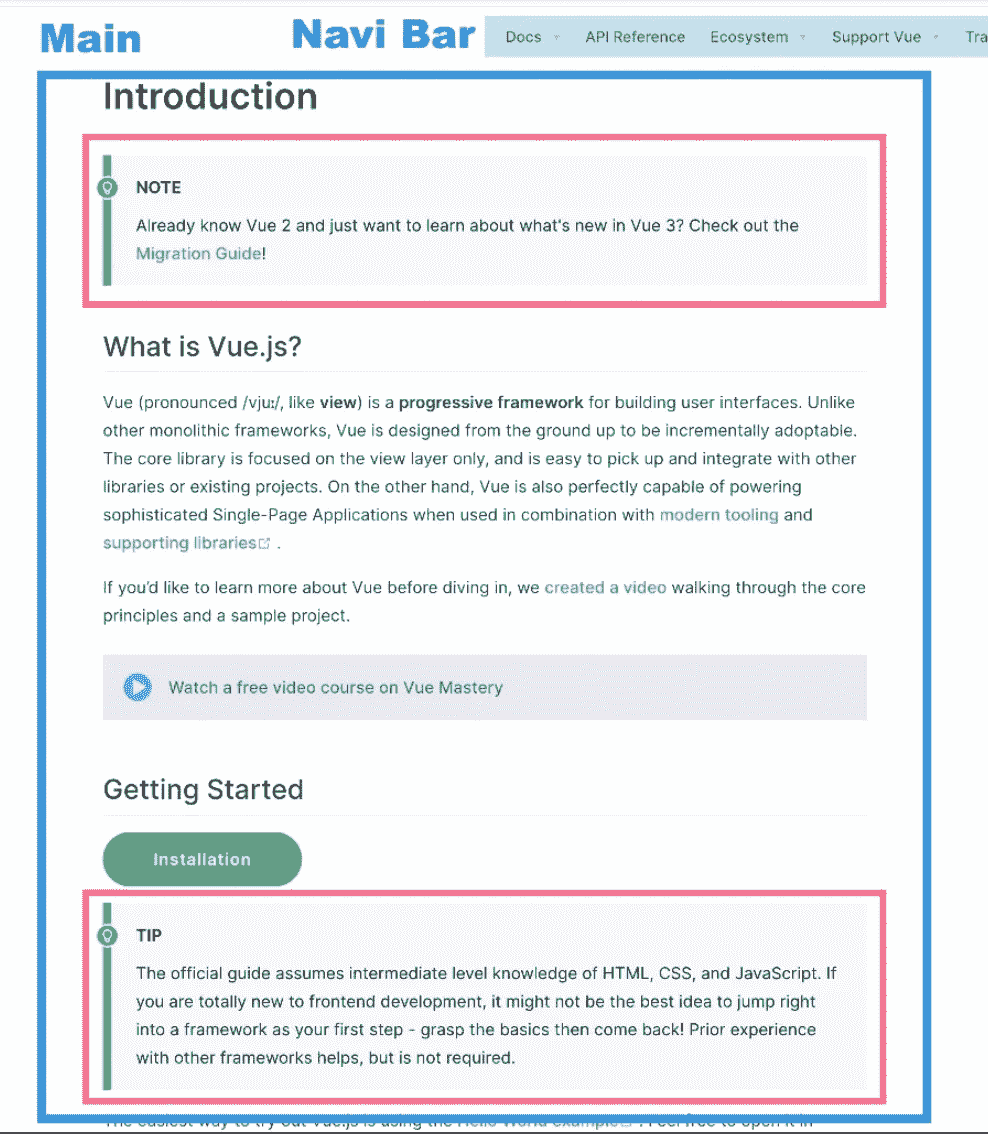 Main
Navi Bar
Docs API Reference Ecosystem Support Vue Tra
Introduction
NOTE
Already know Vue 2 and just want to learn about what's new in Vue 3? Check out the
Migration Guide!
What is Vue.js?
Vue (pronounced /vjuː/, like view) is a progressive framework for building user interfaces. Unlike
other monolithic frameworks, Vue is designed from the ground up to be incrementally adoptable.
The core library is focused on the view layer only, and is easy to pick up and integrate with other
libraries or existing projects. On the other hand, Vue is also perfectly capable of powering
sophisticated Single-Page Applications when used in combination with modern tooling and
supporting libraries .
If you'd like to learn more about Vue before diving in, we created a video walking through the core
principles and a sample project.
Watch a free video course on Vue Mastery
Getting Started
Installation
TIP
The official guide assumes intermediate level knowledge of HTML, CSS, and JavaScript. If
you are totally new to frontend development, it might not be the best idea to jump right
into a framework as your first step - grasp the basics then come back! Prior experience
with other frameworks helps, but is not required.
The easiest way to try out Vue.js is using the Hello World example . Feel free to open it in